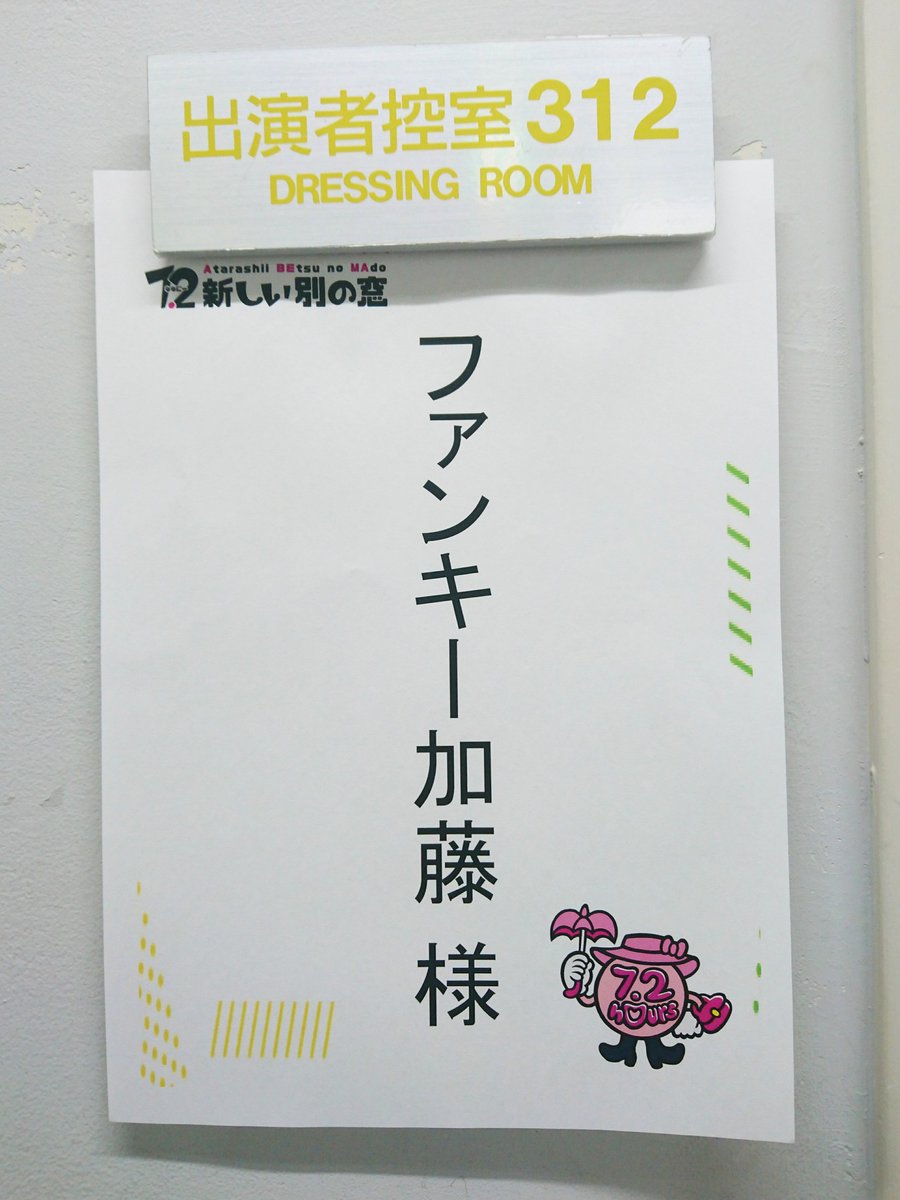 出演者控室312
DRESSING ROOM
Atarashii BEtsu no MAdo
7.2新しい別の窓
ファンキー加藤 様
7.2
hours